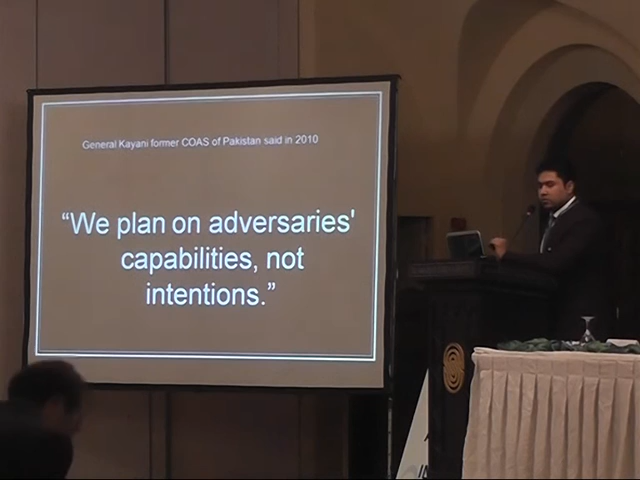 General Kayani former COAS of Pakistan said in 2010
“We plan on adversaries'
capabilities, not
intentions.”